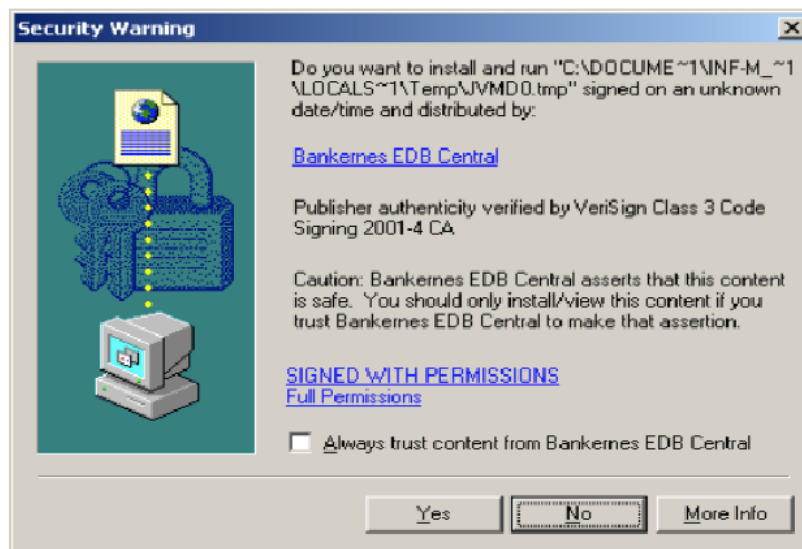 Security Warning
Do you want to install and run "C:\DOCUME~1\INF-M_~1
\LOCALS~1\Temp\JVMD0.tmp" signed on an unknown
date/time and distributed by:
Bankernes EDB Central
Publisher authenticity verified by VeriSign Class 3 Code
Signing 2001-4 CA
Caution: Bankernes EDB Central asserts that this content
is safe.  You should only install/view this content if you
trust Bankernes EDB Central to make that assertion.
SIGNED WITH PERMISSIONS
Full Permissions
Always trust content from Bankernes EDB Central
Yes
No
More Info